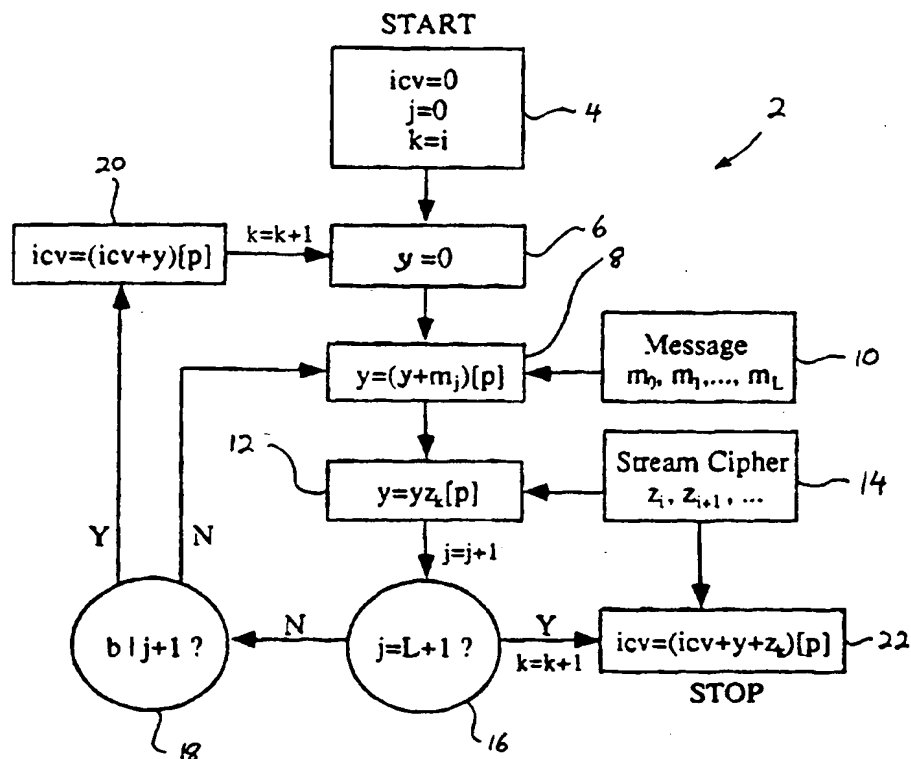 START
icv=0
j=0
k=i
4
2
20
icv=(icv+y)[p]
k=k+1
y=0
6
8
y=(y+mj)[p]
Message
m0, m1,..., mL
10
12
y=yzk[p]
Stream Cipher
zi, zi+1, ...
14
Y
N
j=j+1
b | j+1 ?
N
j=L+1 ?
Y
k=k+1
icv=(icv+y+zk)[p]
22
STOP
18
16